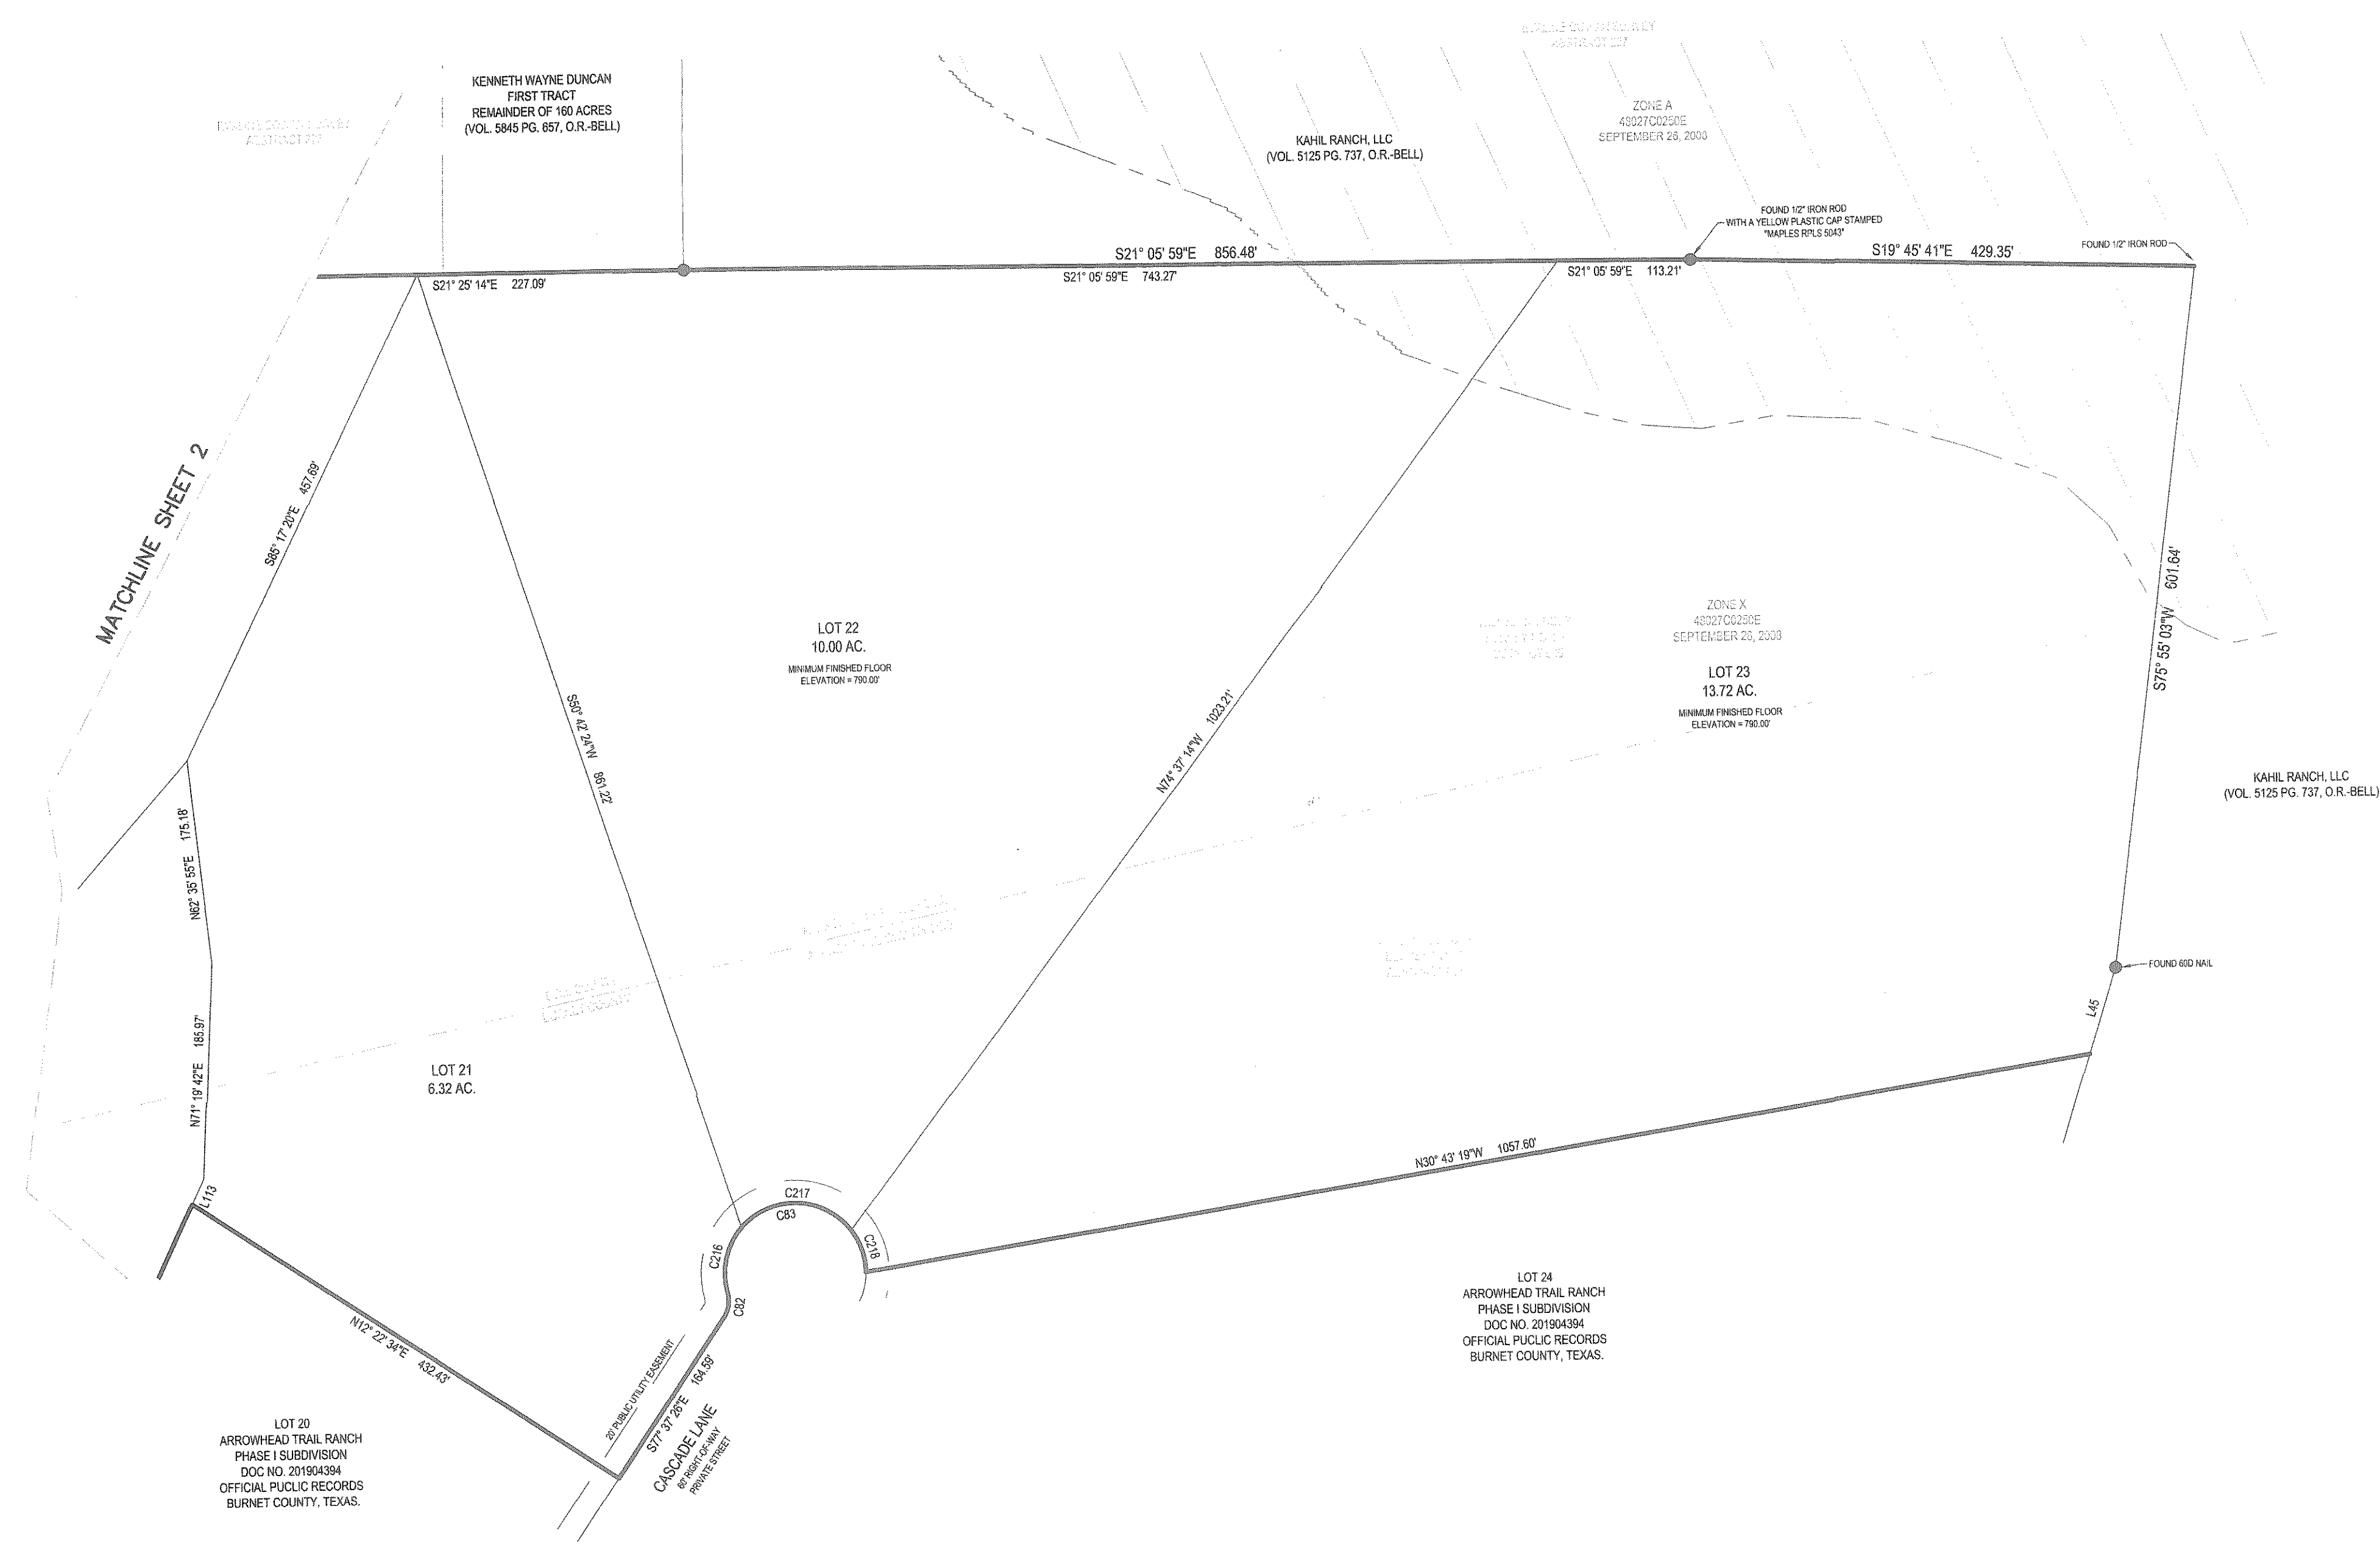 KENNETH WAYNE DUNCAN
FIRST TRACT
REMAINDER OF 160 ACRES
(VOL. 5845 PG. 657, O.R.-BELL)
KAHIL RANCH, LLC
(VOL. 5125 PG. 737, O.R.-BELL)
ZONE A
48027C0250E
SEPTEMBER 26, 2008
FOUND 1/2" IRON ROD
WITH A YELLOW PLASTIC CAP STAMPED
"MAPLES RPLS 5043"
FOUND 1/2" IRON ROD
S21° 05' 59"E 856.48'
S19° 45' 41"E 429.35'
S21° 25' 14"E 227.09'
S21° 05' 59"E 743.27'
S21° 05' 59"E 113.21'
MATCHLINE SHEET 2
S85° 17' 20"E 457.69'
S50° 42' 24"W 861.22'
LOT 22
10.00 AC.
MINIMUM FINISHED FLOOR
ELEVATION = 790.00'
N74° 37' 14"W 1023.21'
ZONE X
48027C0250E
SEPTEMBER 26, 2008
LOT 23
13.72 AC.
MINIMUM FINISHED FLOOR
ELEVATION = 790.00'
S75° 55' 03"W 601.64'
KAHIL RANCH, LLC
(VOL. 5125 PG. 737, O.R.-BELL)
N62° 35' 55"E 175.18'
FOUND 60D NAIL
L45
N71° 19' 42"E 185.97'
LOT 21
6.32 AC.
L113
N30° 43' 19"W 1057.60'
C217
C83
C216
C218
C82
N12° 22' 34"E 432.43'
20' PUBLIC UTILITY EASEMENT
S77° 37' 26"E 164.59'
CASCADE LANE
60' RIGHT-OF-WAY
PRIVATE STREET
LOT 24
ARROWHEAD TRAIL RANCH
PHASE I SUBDIVISION
DOC NO. 201904394
OFFICIAL PUCLIC RECORDS
BURNET COUNTY, TEXAS.
LOT 20
ARROWHEAD TRAIL RANCH
PHASE I SUBDIVISION
DOC NO. 201904394
OFFICIAL PUCLIC RECORDS
BURNET COUNTY, TEXAS.